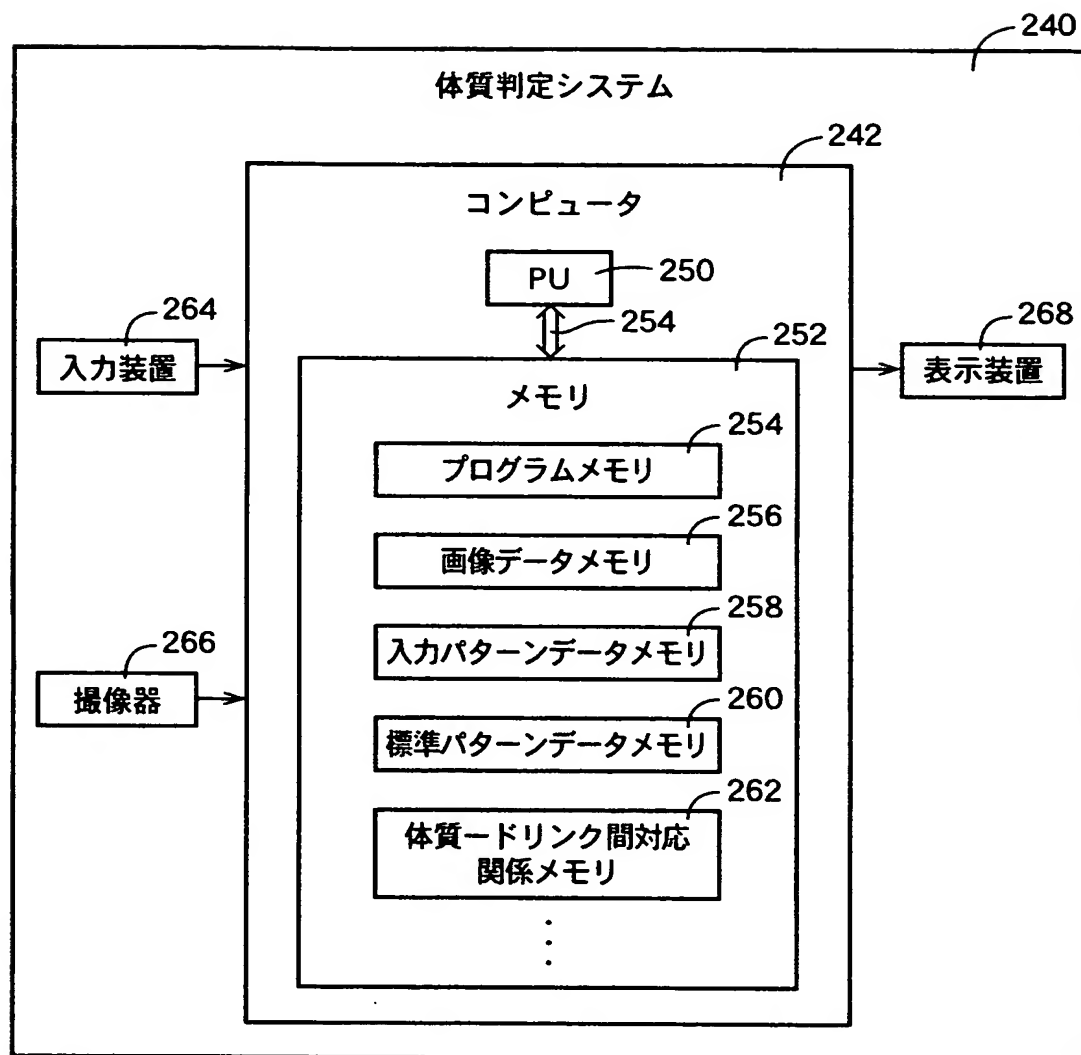 240
体質判定システム
242
コンピュータ
PU
250
254
264
入力装置
252
268
表示装置
メモリ
254
プログラムメモリ
256
画像データメモリ
258
入力パターンデータメモリ
266
撮像器
260
標準パターンデータメモリ
262
体質ードリンク間対応
関係メモリ